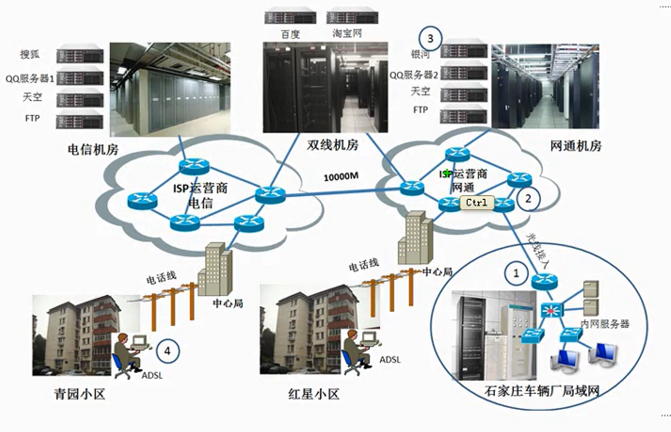 百度
淘宝网
搜狐
QQ服务器1
天空
FTP
电信机房
双线机房
③
银河
QQ服务器2
天空
FTP
网通机房
ISP运营商
电信
10000M
ISP运营商
网通
Ctrl
②
光线接入
①
电话线
中心局
电话线
中心局
内网服务器
④
ADSL
ADSL
青园小区
红星小区
石家庄车辆厂局域网